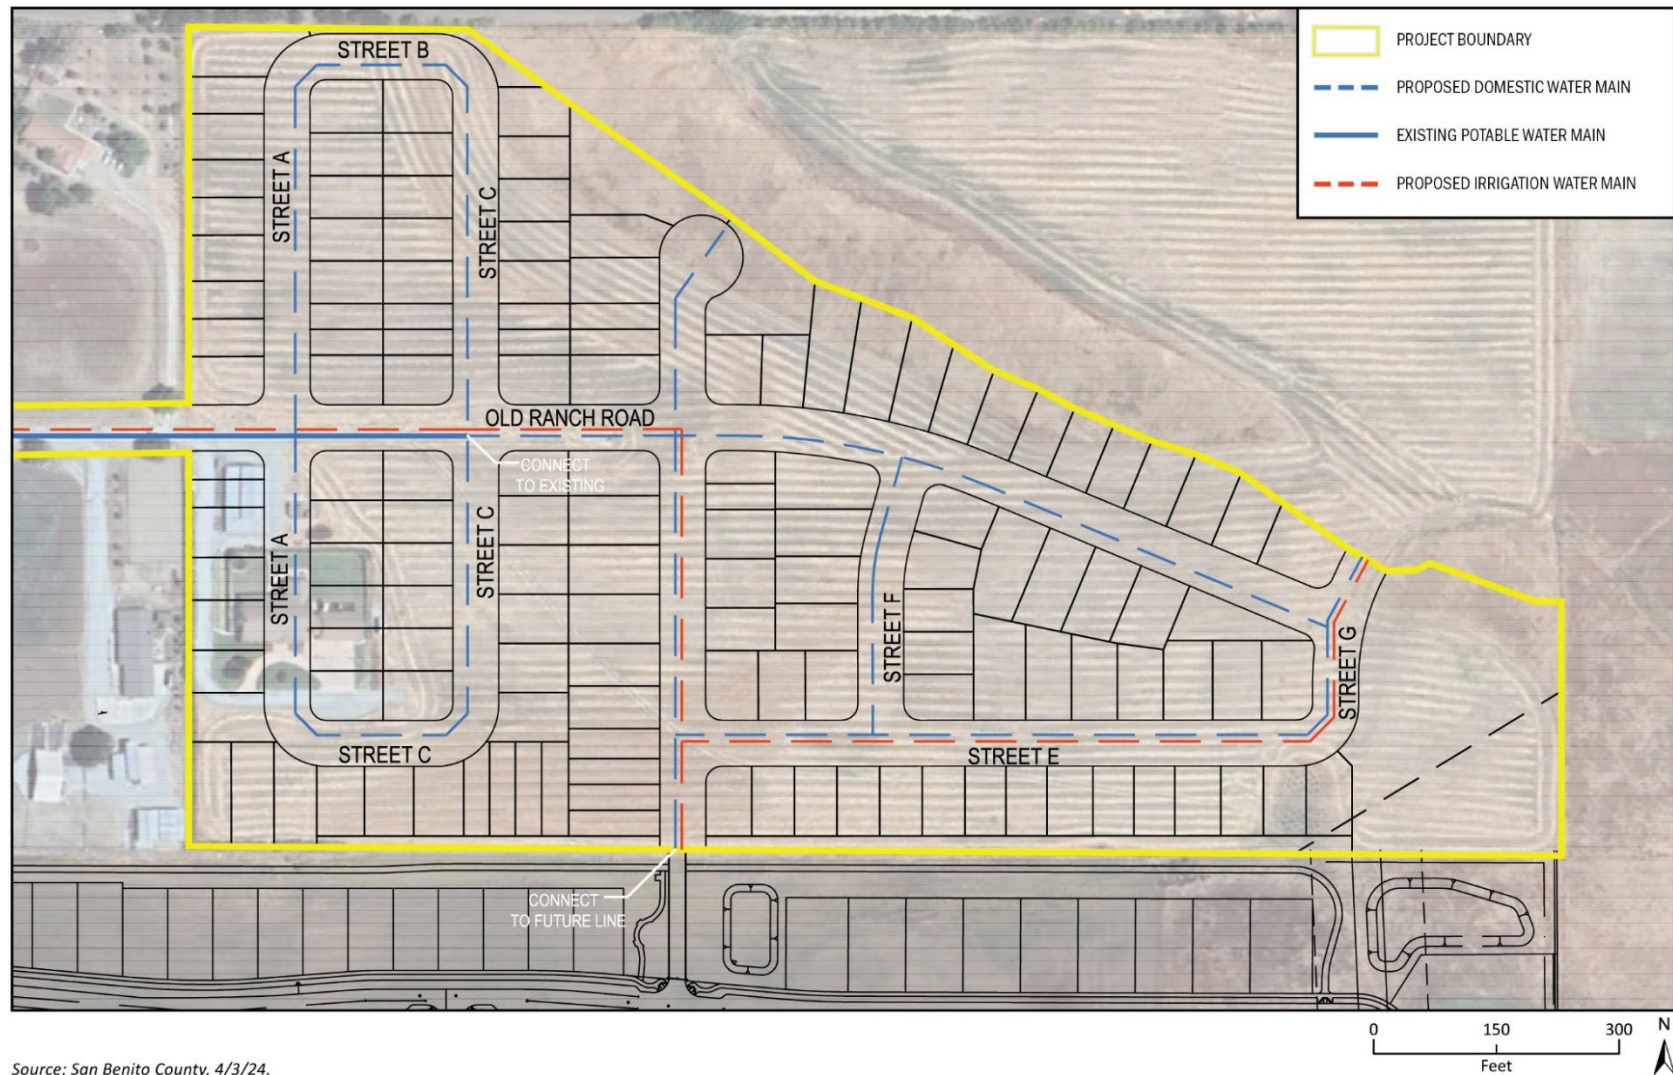 PROJECT BOUNDARY
PROPOSED DOMESTIC WATER MAIN
EXISTING POTABLE WATER MAIN
PROPOSED IRRIGATION WATER MAIN
STREET B
STREET A
STREET C
OLD RANCH ROAD
CONNECT
TO EXISTING
STREET A
STREET C
STREET F
STREET G
STREET C
STREET E
CONNECT
TO FUTURE LINE
0 150 300
Feet
N
Source: San Benito County, 4/3/24.